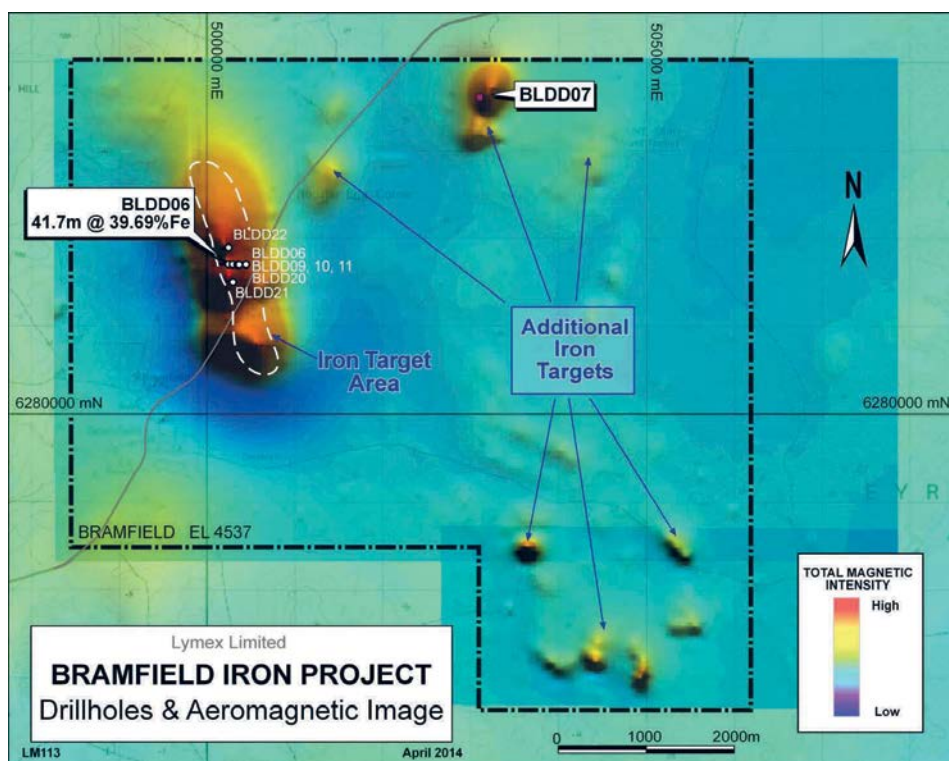 500000 mE
505000 mE
HILL
BLDD07
BLDD06
41.7m @ 39.69%Fe
BLDD22
BLDD06
BLDD09, 10, 11
BLDD20
BLDD21
N
Additional
Iron
Targets
Iron Target
Area
6280000 mN
6280000 mN
E Y R
BRAMFIELD EL 4537
TOTAL MAGNETIC
INTENSITY
High
Low
Lymex Limited
BRAMFIELD IRON PROJECT
Drillholes & Aeromagnetic Image
0 1000 2000m
LM113
April 2014